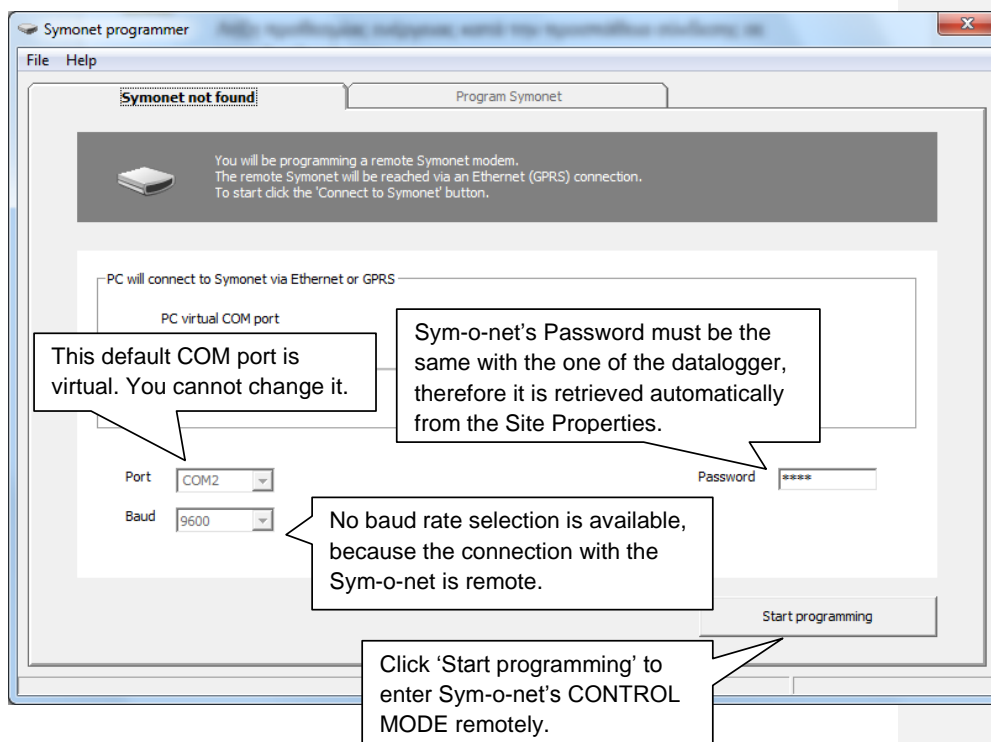 Symonet programmer
File Help
Symonet not found
Program Symonet
You will be programming a remote Symonet modem.
The remote Symonet will be reached via an Ethernet (GPRS) connection.
To start click the 'Connect to Symonet' button.
PC will connect to Symonet via Ethernet or GPRS
PC virtual COM port
This default COM port is
virtual. You cannot change it.
Sym-o-net’s Password must be the
same with the one of the datalogger,
therefore it is retrieved automatically
from the Site Properties.
Port COM2
Password ****
Baud 9600
No baud rate selection is available,
because the connection with the
Sym-o-net is remote.
Start programming
Click ‘Start programming’ to
enter Sym-o-net’s CONTROL
MODE remotely.